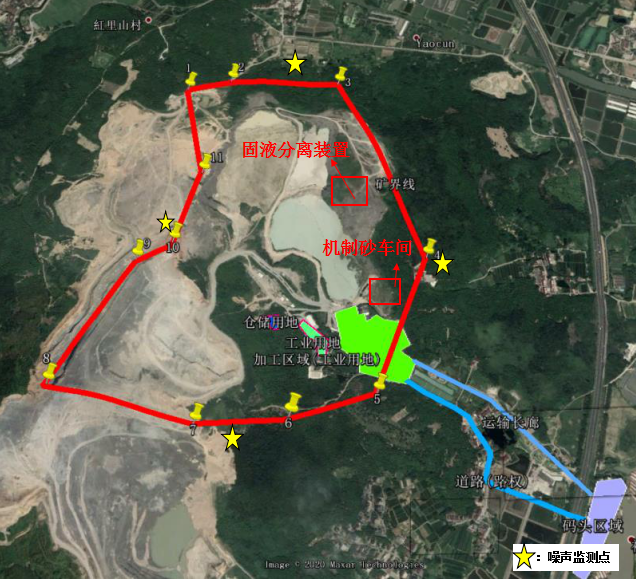 紅里山村
Yaocun
1
2
3
11
固液分离装置
矿界线
9
10
机制砂车间
4
仓储用地
工业用地
加工区域(工业用地)
8
5
7
6
运输长廊
道路(路权)
码头区域
Image © 2020 Maxar Technologies
：噪声监测点